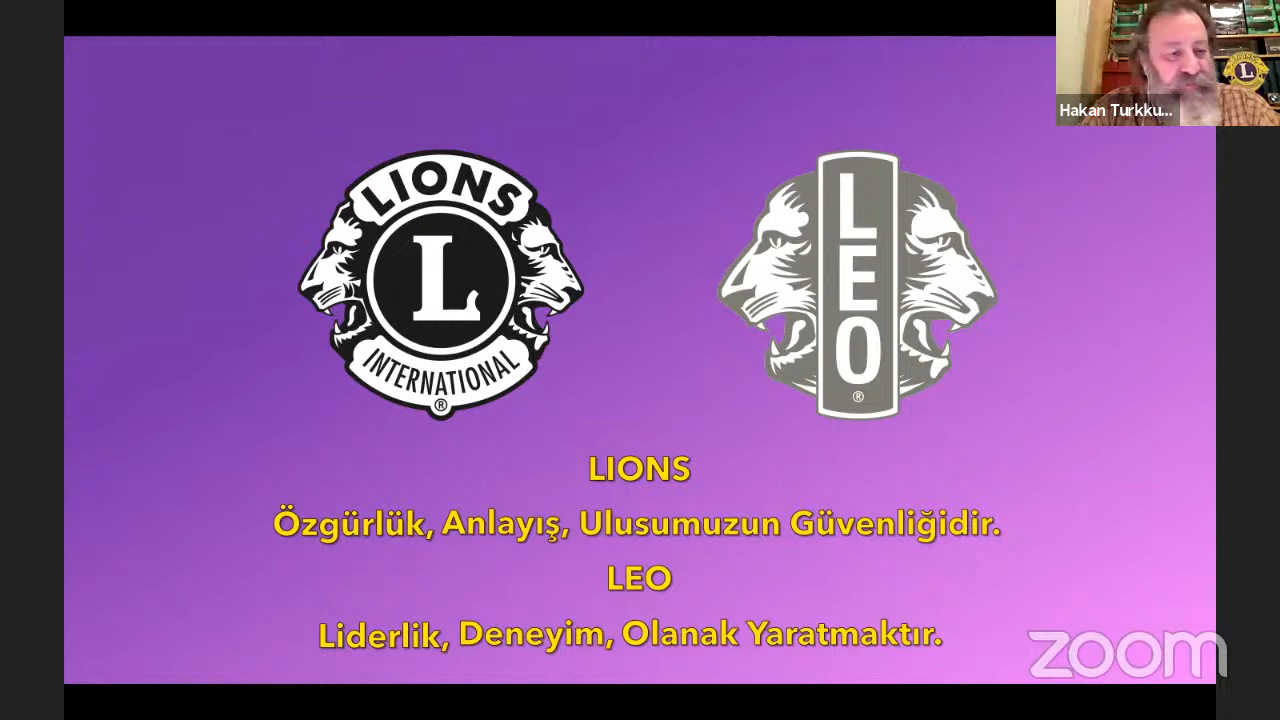 Hakan Turkku...
LIONS
L
INTERNATIONAL
®
LEO
®
L
LIONS
Özgürlük, Anlayış, Ulusumuzun Güvenliğidir.
LEO
Liderlik, Deneyim, Olanak Yaratmaktır.
zoom